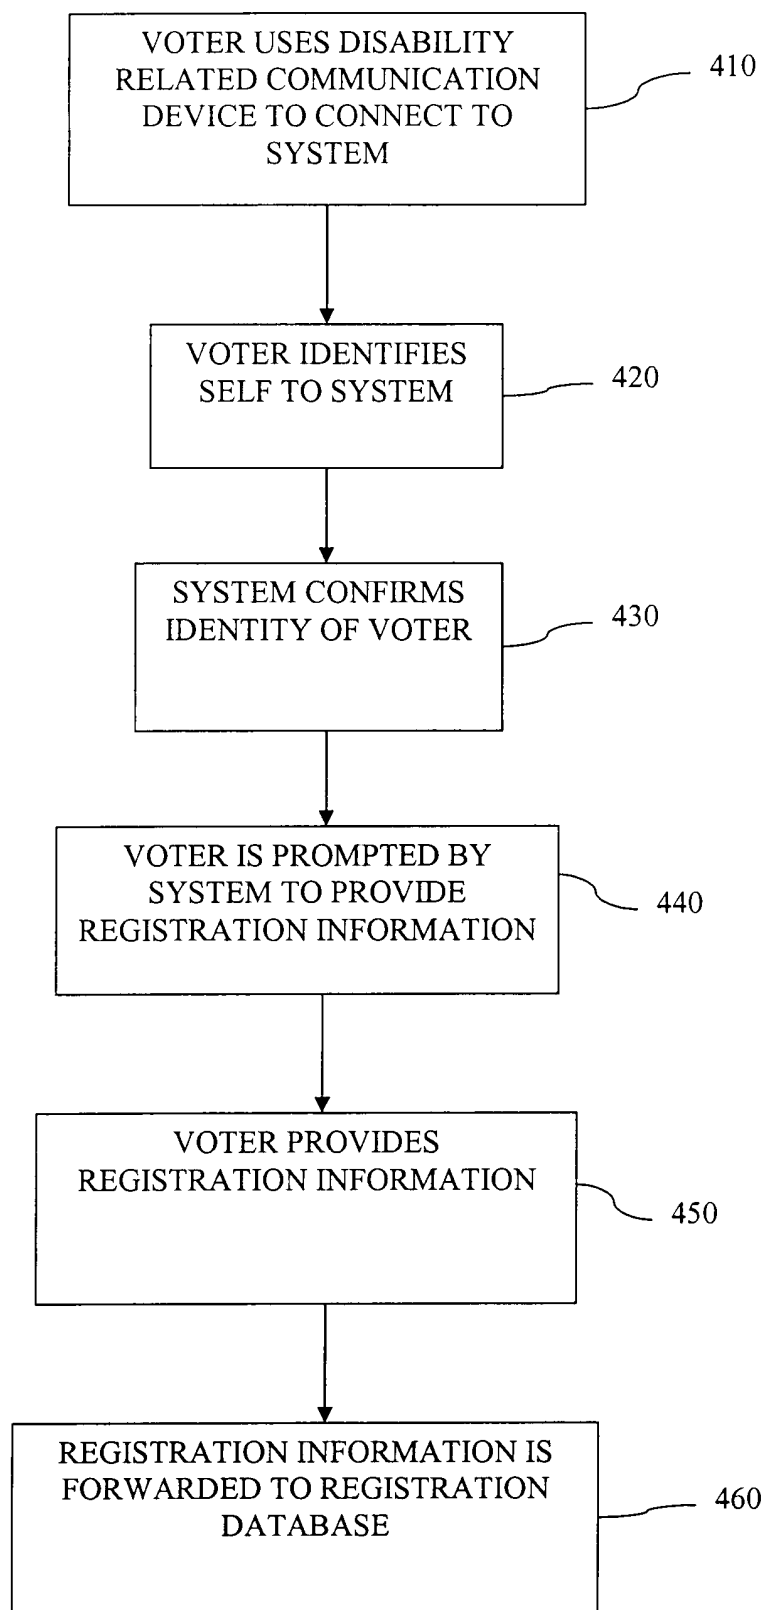 VOTER USES DISABILITY
RELATED COMMUNICATION
DEVICE TO CONNECT TO
SYSTEM
410
VOTER IDENTIFIES
SELF TO SYSTEM
420
SYSTEM CONFIRMS
IDENTITY OF VOTER
430
VOTER IS PROMPTED BY
SYSTEM TO PROVIDE
REGISTRATION INFORMATION
440
VOTER PROVIDES
REGISTRATION INFORMATION
450
REGISTRATION INFORMATION IS
FORWARDED TO REGISTRATION
DATABASE
460